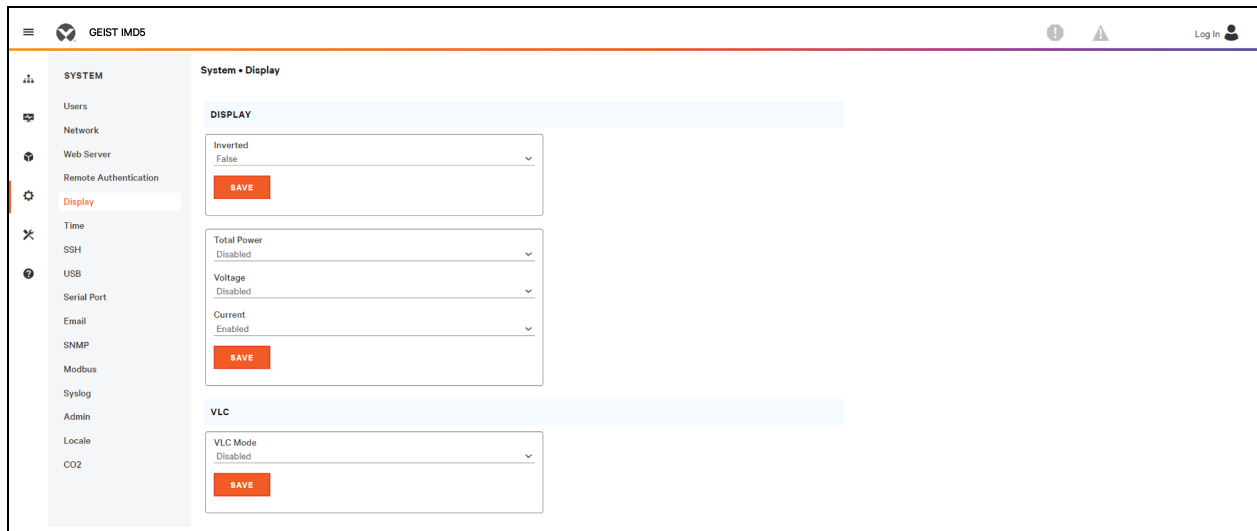 GEIST IMD5
Log In
SYSTEM
Users
Network
Web Server
Remote Authentication
Display
Time
SSH
USB
Serial Port
Email
SNMP
Modbus
Syslog
Admin
Locale
CO2
System • Display
DISPLAY
Inverted
False
SAVE
Total Power
Disabled
Voltage
Disabled
Current
Enabled
SAVE
VLC
VLC Mode
Disabled
SAVE